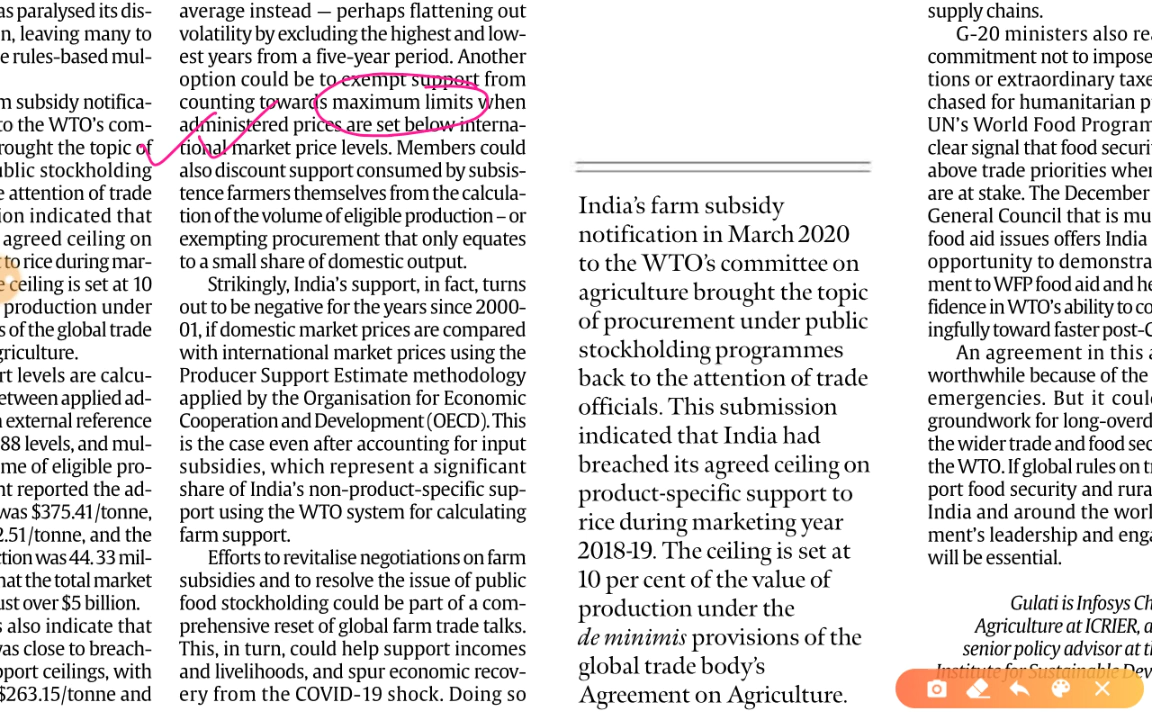 as paralysed its dis-
n, leaving many to
e rules-based mul-
m subsidy notifica-
to the WTO's com-
rought the topic of
ublic stockholding
e attention of trade
ion indicated that
agreed ceiling on
to rice during mar-
e ceiling is set at 10
production under
s of the global trade
griculture.
rt levels are calcu-
etween applied ad-
external reference
88 levels, and mul-
me of eligible pro-
nt reported the ad-
was $375.41/tonne,
2.51/tonne, and the
ction was 44.33 mil-
hat the total market
ust over $5 billion.
s also indicate that
was close to breach-
pport ceilings, with
$263.15/tonne and
average instead — perhaps flattening out
volatility by excluding the highest and low-
est years from a five-year period. Another
option could be to exempt support from
counting towards maximum limits when
administered prices are set below interna-
tional market price levels. Members could
also discount support consumed by subsis-
tence farmers themselves from the calcula-
tion of the volume of eligible production – or
exempting procurement that only equates
to a small share of domestic output.
Strikingly, India's support, in fact, turns
out to be negative for the years since 2000-
01, if domestic market prices are compared
with international market prices using the
Producer Support Estimate methodology
applied by the Organisation for Economic
Cooperation and Development (OECD). This
is the case even after accounting for input
subsidies, which represent a significant
share of India's non-product-specific sup-
port using the WTO system for calculating
farm support.
Efforts to revitalise negotiations on farm
subsidies and to resolve the issue of public
food stockholding could be part of a com-
prehensive reset of global farm trade talks.
This, in turn, could help support incomes
and livelihoods, and spur economic recov-
ery from the COVID-19 shock. Doing so
India's farm subsidy
notification in March 2020
to the WTO's committee on
agriculture brought the topic
of procurement under public
stockholding programmes
back to the attention of trade
officials. This submission
indicated that India had
breached its agreed ceiling on
product-specific support to
rice during marketing year
2018-19. The ceiling is set at
10 per cent of the value of
production under the
de minimis provisions of the
global trade body's
Agreement on Agriculture.
supply chains.
G-20 ministers also rea
commitment not to impose
tions or extraordinary taxe
chased for humanitarian p
UN's World Food Program
clear signal that food securit
above trade priorities when
are at stake. The December
General Council that is mu
food aid issues offers India
opportunity to demonstra
ment to WFP food aid and he
fidence in WTO's ability to co
ingfully toward faster post-C
An agreement in this a
worthwhile because of the
emergencies. But it coul
groundwork for long-overd
the wider trade and food sec
the WTO. If global rules on tr
port food security and rura
India and around the worl
ment's leadership and enga
will be essential.
Gulati is Infosys Ch
Agriculture at ICRIER, a
senior policy advisor at th
Institute for Sustainable Dev